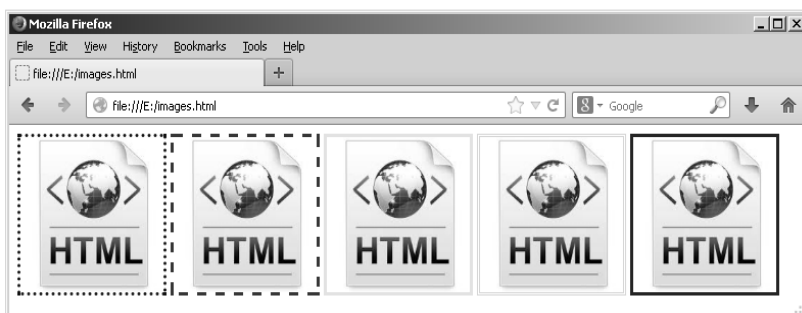 Mozilla Firefox
File Edit View History Bookmarks Tools Help
file:///E:/images.html +
file:///E:/images.html 8 Google
HTML HTML HTML HTML HTML